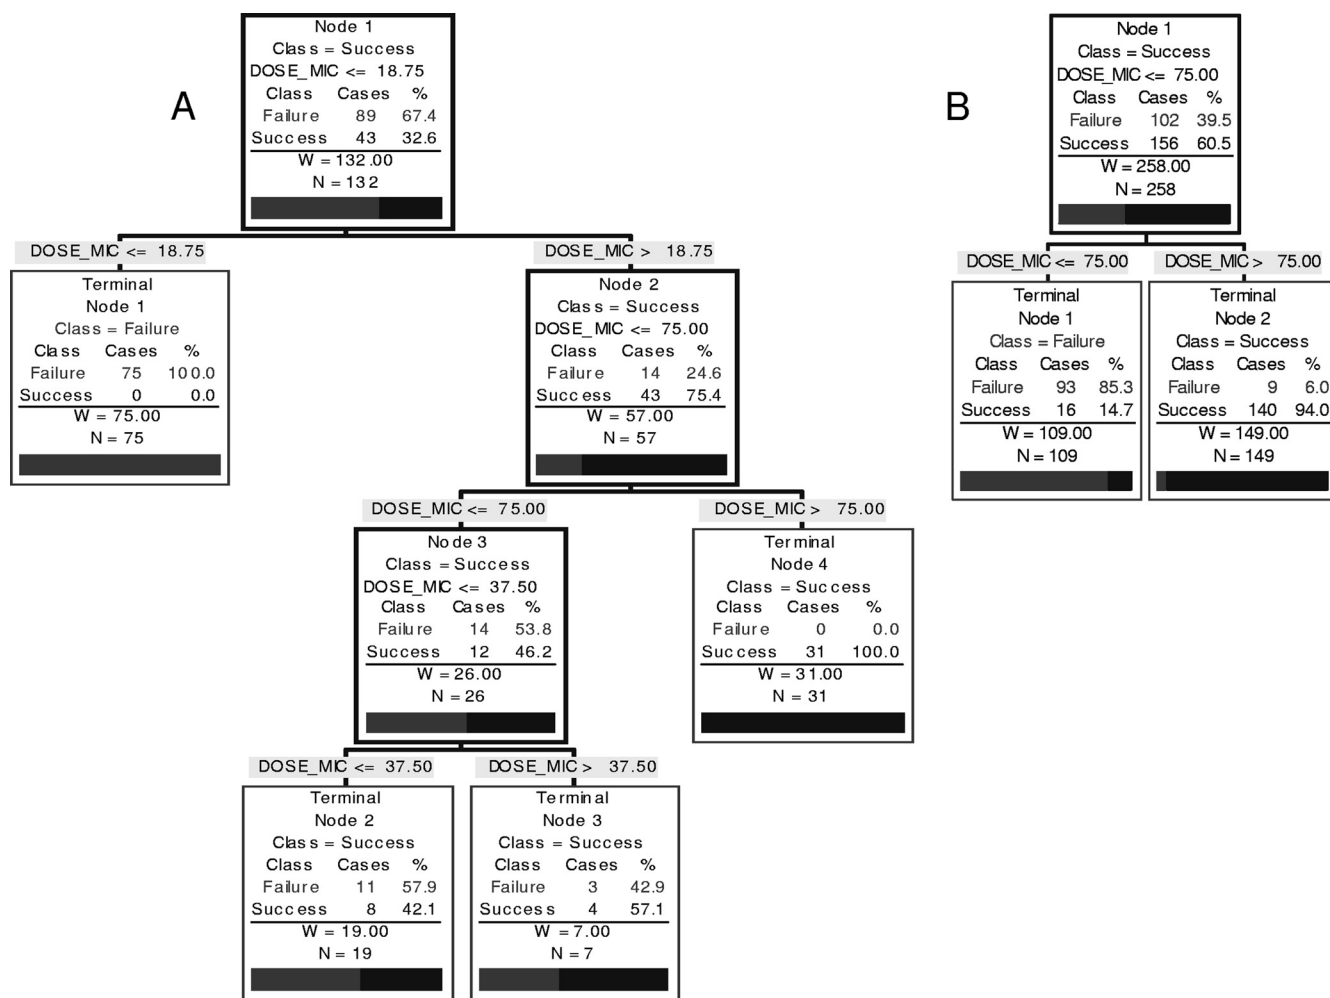 A
Node 1
Class = Success
DOSE_MIC <= 18.75
Class Cases %
Failure 89 67.4
Success 43 32.6
W = 132.00
N = 132
DOSE_MIC <= 18.75
DOSE_MIC > 18.75
Terminal
Node 1
Class = Failure
Class Cases %
Failure 75 100.0
Success 0 0.0
W = 75.00
N = 75
Node 2
Class = Success
DOSE_MIC <= 75.00
Class Cases %
Failure 14 24.6
Success 43 75.4
W = 57.00
N = 57
DOSE_MIC <= 75.00
DOSE_MIC > 75.00
Node 3
Class = Success
DOSE_MIC <= 37.50
Class Cases %
Failure 14 53.8
Success 12 46.2
W = 26.00
N = 26
Terminal
Node 4
Class = Success
Class Cases %
Failure 0 0.0
Success 31 100.0
W = 31.00
N = 31
DOSE_MIC <= 37.50
DOSE_MIC > 37.50
Terminal
Node 2
Class = Success
Class Cases %
Failure 11 57.9
Success 8 42.1
W = 19.00
N = 19
Terminal
Node 3
Class = Success
Class Cases %
Failure 3 42.9
Success 4 57.1
W = 7.00
N = 7
B
Node 1
Class = Success
DOSE_MIC <= 75.00
Class Cases %
Failure 102 39.5
Success 156 60.5
W = 258.00
N = 258
DOSE_MIC <= 75.00
DOSE_MIC > 75.00
Terminal
Node 1
Class = Failure
Class Cases %
Failure 93 85.3
Success 16 14.7
W = 109.00
N = 109
Terminal
Node 2
Class = Success
Class Cases %
Failure 9 6.0
Success 140 94.0
W = 149.00
N = 149